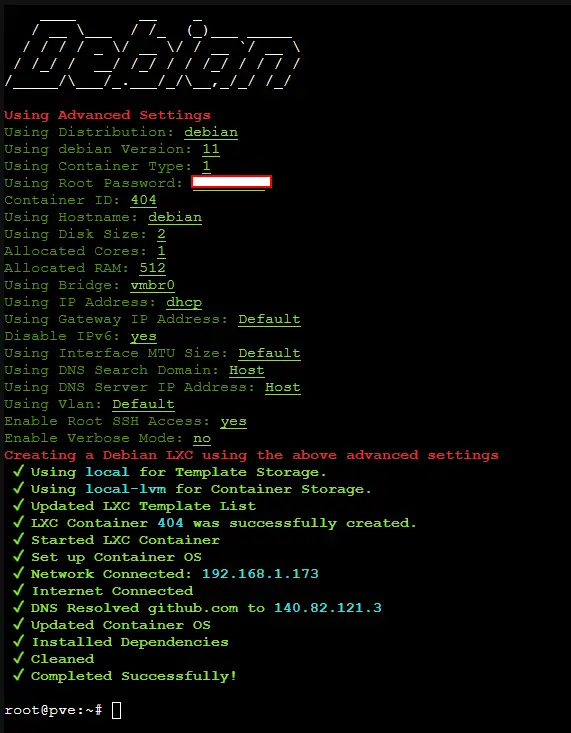 Debian
Using Advanced Settings
Using Distribution: debian
Using debian Version: 11
Using Container Type: 1
Using Root Password:
Container ID: 404
Using Hostname: debian
Using Disk Size: 2
Allocated Cores: 1
Allocated RAM: 512
Using Bridge: vmbr0
Using IP Address: dhcp
Using Gateway IP Address: Default
Disable IPv6: yes
Using Interface MTU Size: Default
Using DNS Search Domain: Host
Using DNS Server IP Address: Host
Using Vlan: Default
Enable Root SSH Access: yes
Enable Verbose Mode: no
Creating a Debian LXC using the above advanced settings
✓ Using local for Template Storage.
✓ Using local-lvm for Container Storage.
✓ Updated LXC Template List
✓ LXC Container 404 was successfully created.
✓ Started LXC Container
✓ Set up Container OS
✓ Network Connected: 192.168.1.173
✓ Internet Connected
✓ DNS Resolved github.com to 140.82.121.3
✓ Updated Container OS
✓ Installed Dependencies
✓ Cleaned
✓ Completed Successfully!
root@pve:~#